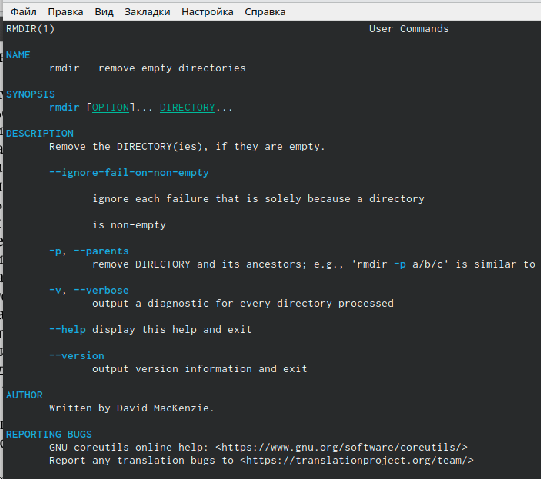 Файл Правка Вид Закладки Настройка Справка
RMDIR(1) User Commands
NAME
rmdir - remove empty directories
SYNOPSIS
rmdir [OPTION]... DIRECTORY...
DESCRIPTION
Remove the DIRECTORY(ies), if they are empty.
--ignore-fail-on-non-empty
ignore each failure that is solely because a directory
is non-empty
-p, --parents
remove DIRECTORY and its ancestors; e.g., 'rmdir -p a/b/c' is similar to
-v, --verbose
output a diagnostic for every directory processed
--help display this help and exit
--version
output version information and exit
AUTHOR
Written by David MacKenzie.
REPORTING BUGS
GNU coreutils online help: <https://www.gnu.org/software/coreutils/>
Report any translation bugs to <https://translationproject.org/team/>